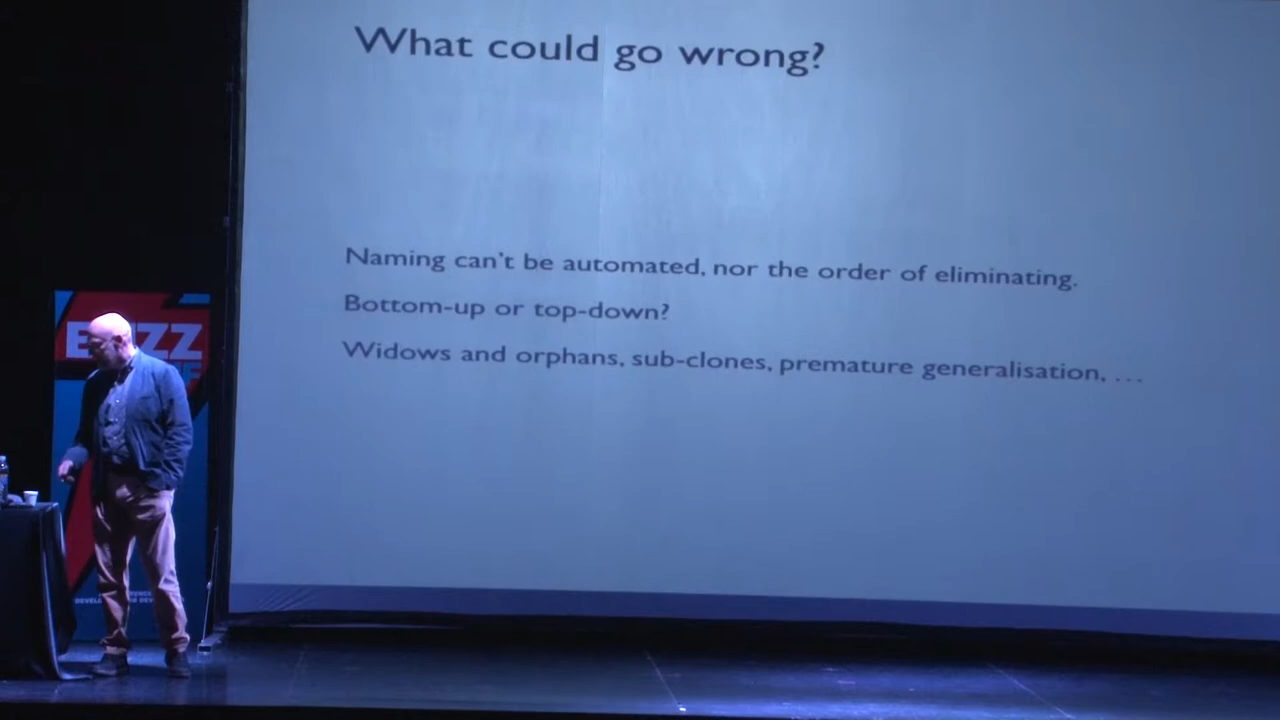 What could go wrong?
Naming can't be automated, nor the order of eliminating.
Bottom-up or top-down?
Widows and orphans, sub-clones, premature generalisation, ...